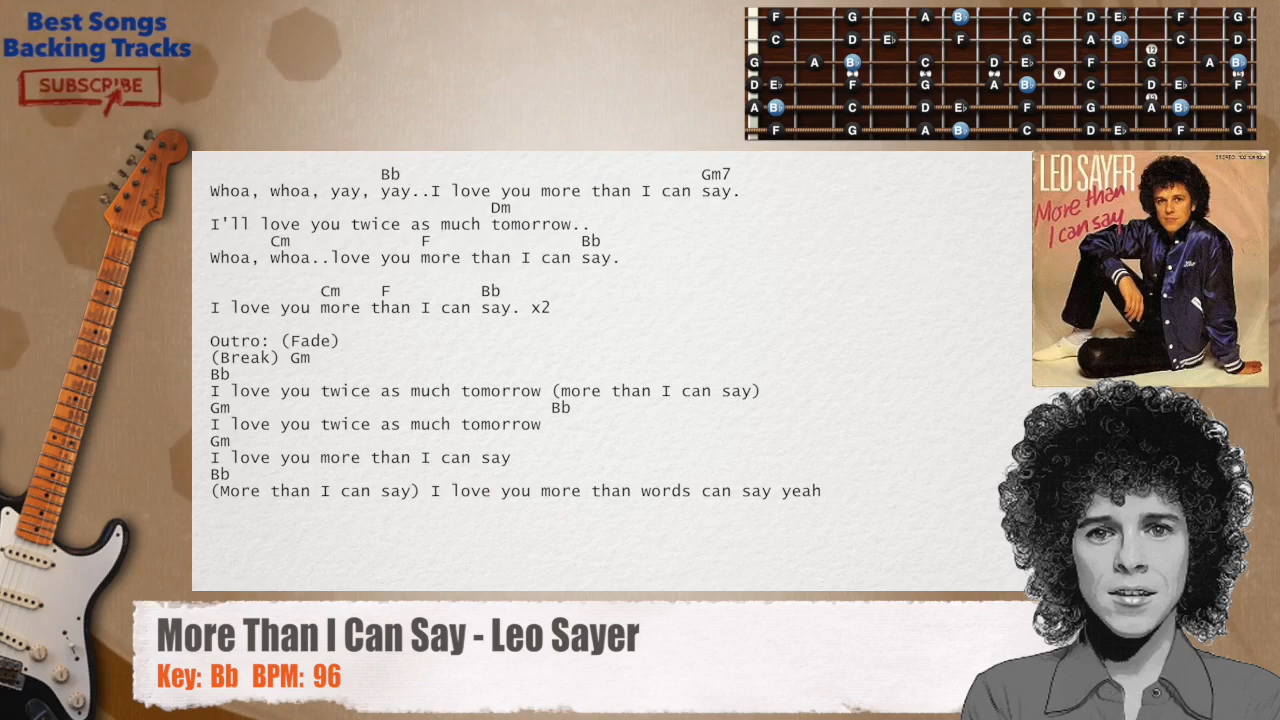 Best Songs
Backing Tracks
SUBSCRIBE
F G A B♭ C D E♭ F G
C D E♭ F G A B♭ C D
12
G A B♭ C D E♭ F G A B♭
9
D E♭ F G A B♭ C D E♭ F
A B♭ C D E♭ F G A B♭ C
F G A B♭ C D E♭ F G
LEO SAYER
More than
I can say
Bb Gm7
Whoa, whoa, yay, yay..I love you more than I can say.
Dm
I'll love you twice as much tomorrow..
Cm F Bb
Whoa, whoa..love you more than I can say.
Cm F Bb
I love you more than I can say. x2
Outro: (Fade)
(Break) Gm
Bb
I love you twice as much tomorrow (more than I can say)
Gm Bb
I love you twice as much tomorrow
Gm
I love you more than I can say
Bb
(More than I can say) I love you more than words can say yeah
More Than I Can Say - Leo Sayer
Key: Bb BPM: 96